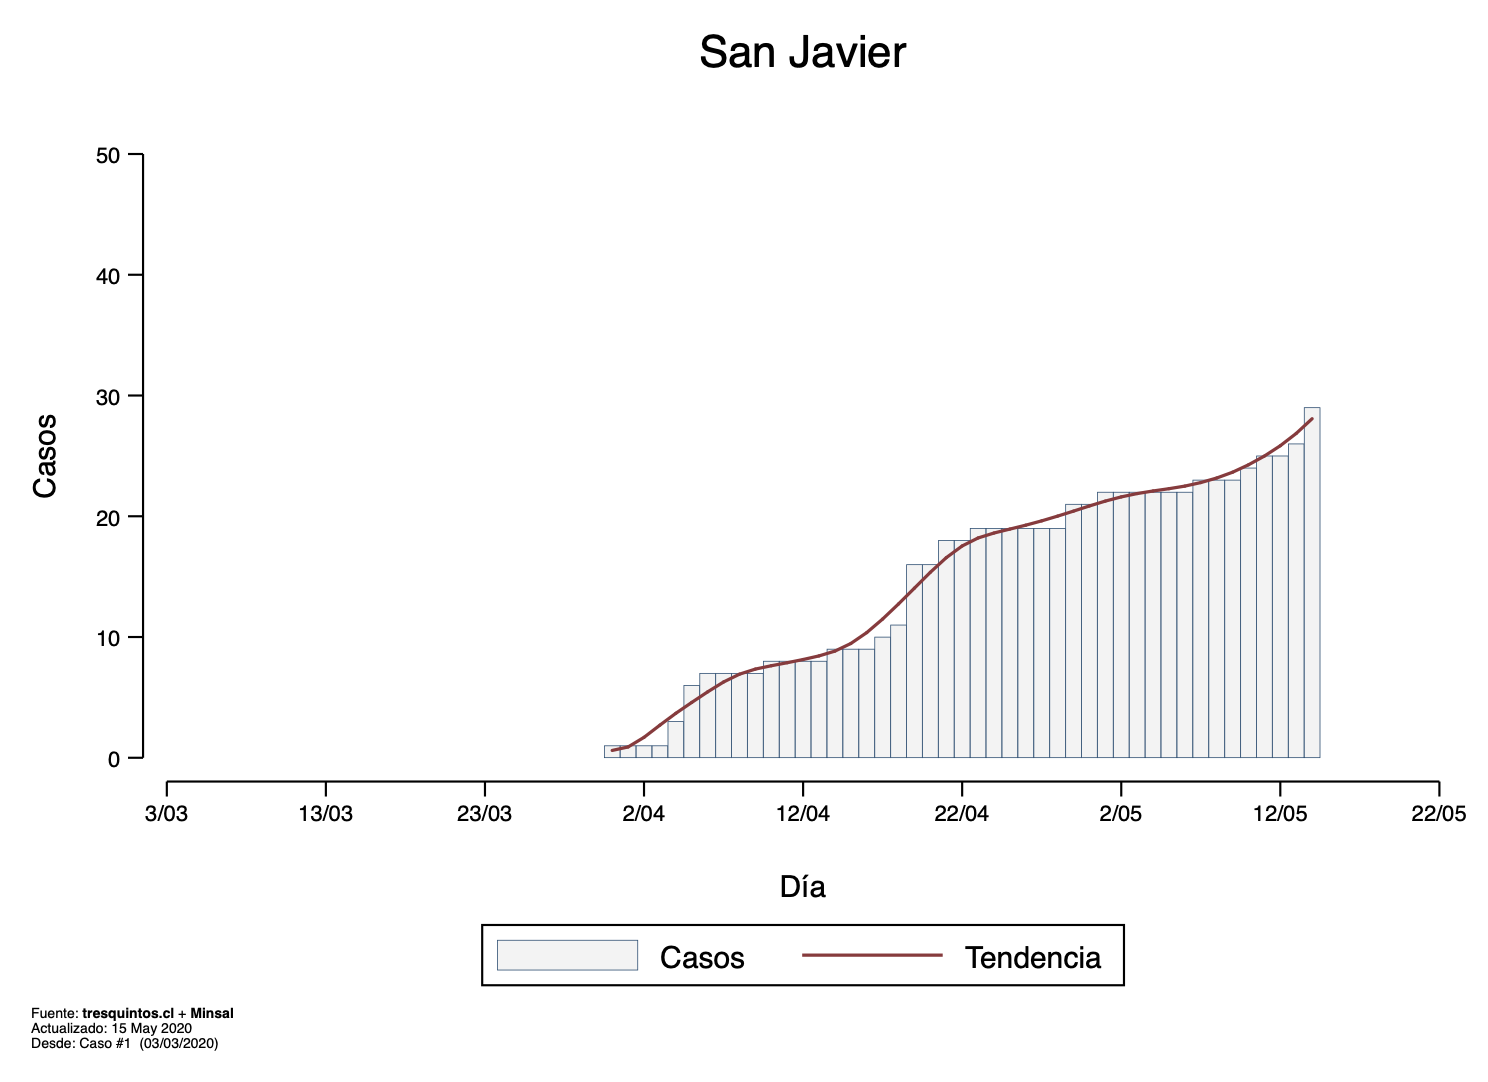 San Javier
50
40
30
20
10
0
Casos
3/03 13/03 23/03 2/04 12/04 22/04 2/05 12/05 22/05
Día
Casos Tendencia
Fuente: tresquintos.cl + Minsal
Actualizado: 15 May 2020
Desde: Caso #1 (03/03/2020)